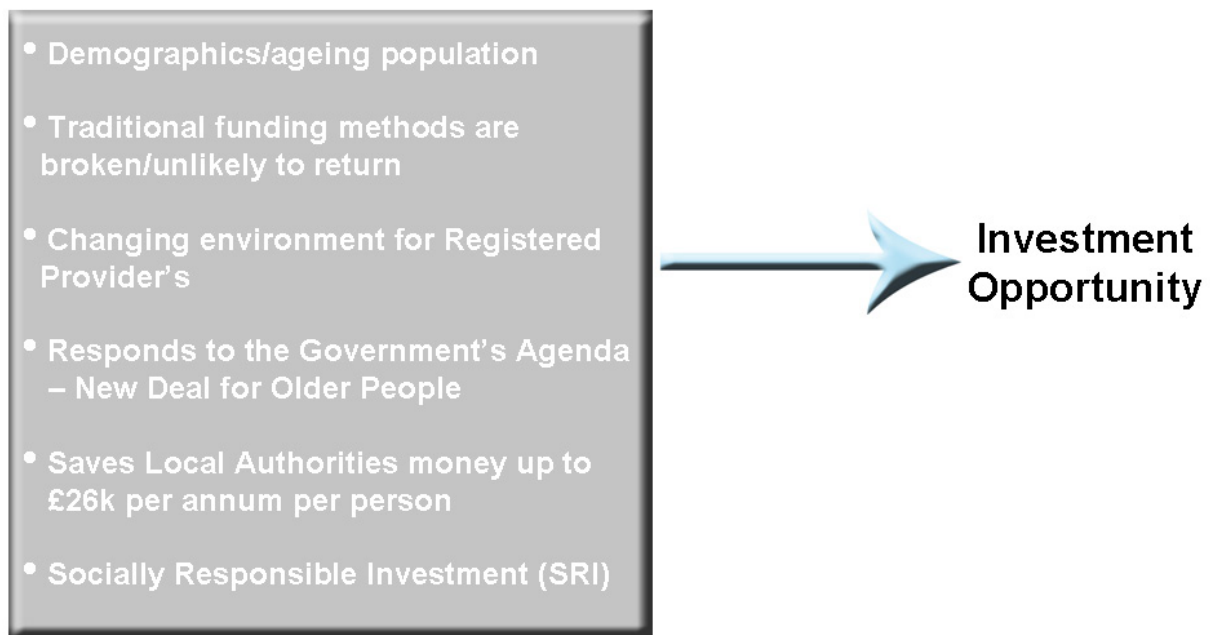 • Demographics/ageing population
• Traditional funding methods are
broken/unlikely to return
• Changing environment for Registered
Provider's
• Responds to the Government's Agenda
– New Deal for Older People
• Saves Local Authorities money up to
£26k per annum per person
• Socially Responsible Investment (SRI)
Investment
Opportunity